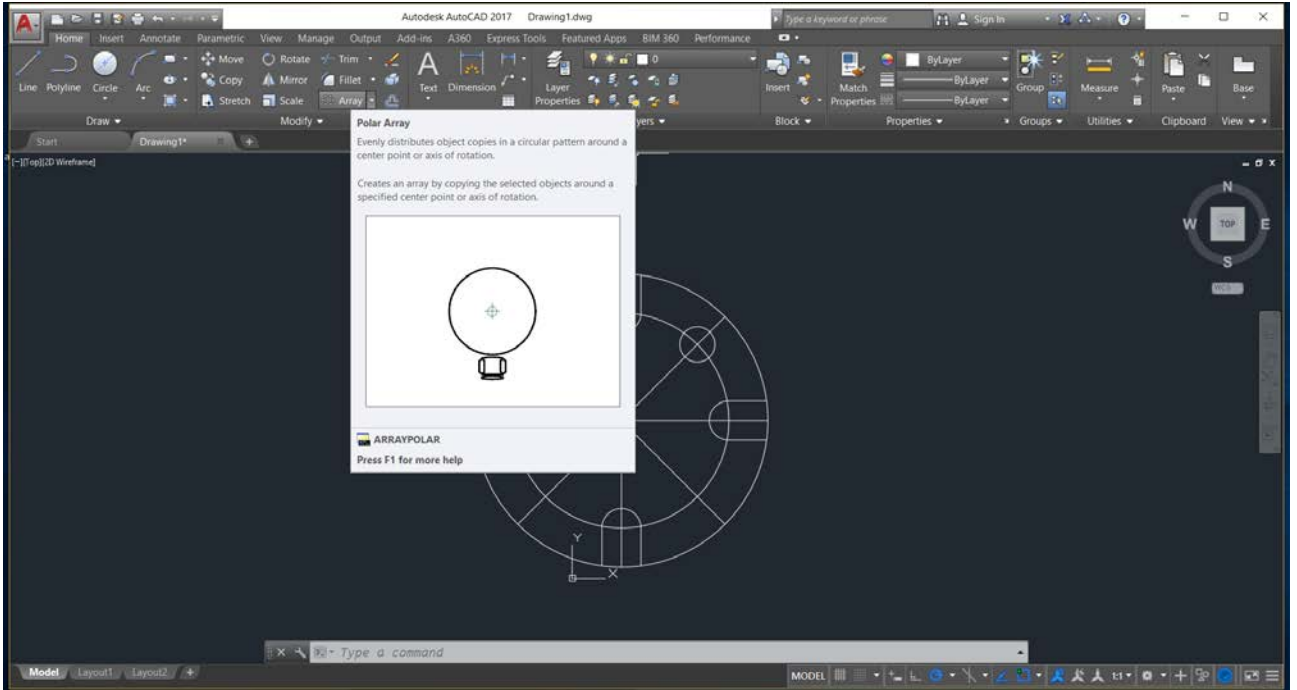 A
Autodesk AutoCAD 2017 Drawing1.dwg
Type a keyword or phrase
Sign In
Home Insert Annotate Parametric View Manage Output Add-ins A360 Express Tools Featured Apps BIM 360 Performance
Line Polyline Circle Arc
Move Rotate Trim
Copy Mirror Fillet
Stretch Scale Array
A
Text Dimension
Layer
Properties
0
Insert
Match
Properties
ByLayer
ByLayer
ByLayer
Group
Measure
Paste
Base
Draw Modify yers Block Properties Groups Utilities Clipboard View
Start Drawing1* +
[−][Top][2D Wireframe]
Polar Array
Evenly distributes object copies in a circular pattern around a
center point or axis of rotation.
Creates an array by copying the selected objects around a
specified center point or axis of rotation.
ARRAYPOLAR
Press F1 for more help
N
W TOP E
S
WCS
Y
X
Type a command
Model Layout1 Layout2 +
MODEL 1:1